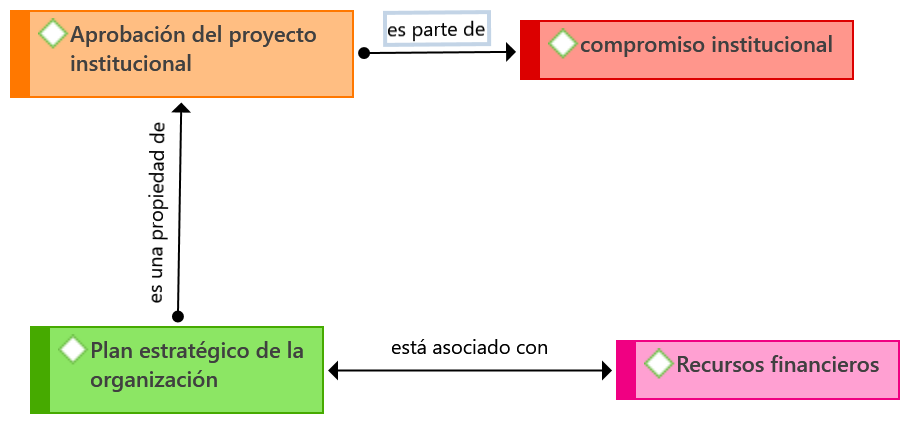 Aprobación del proyecto
institucional
es parte de
compromiso institucional
es una propiedad de
Plan estratégico de la
organización
está asociado con
Recursos financieros